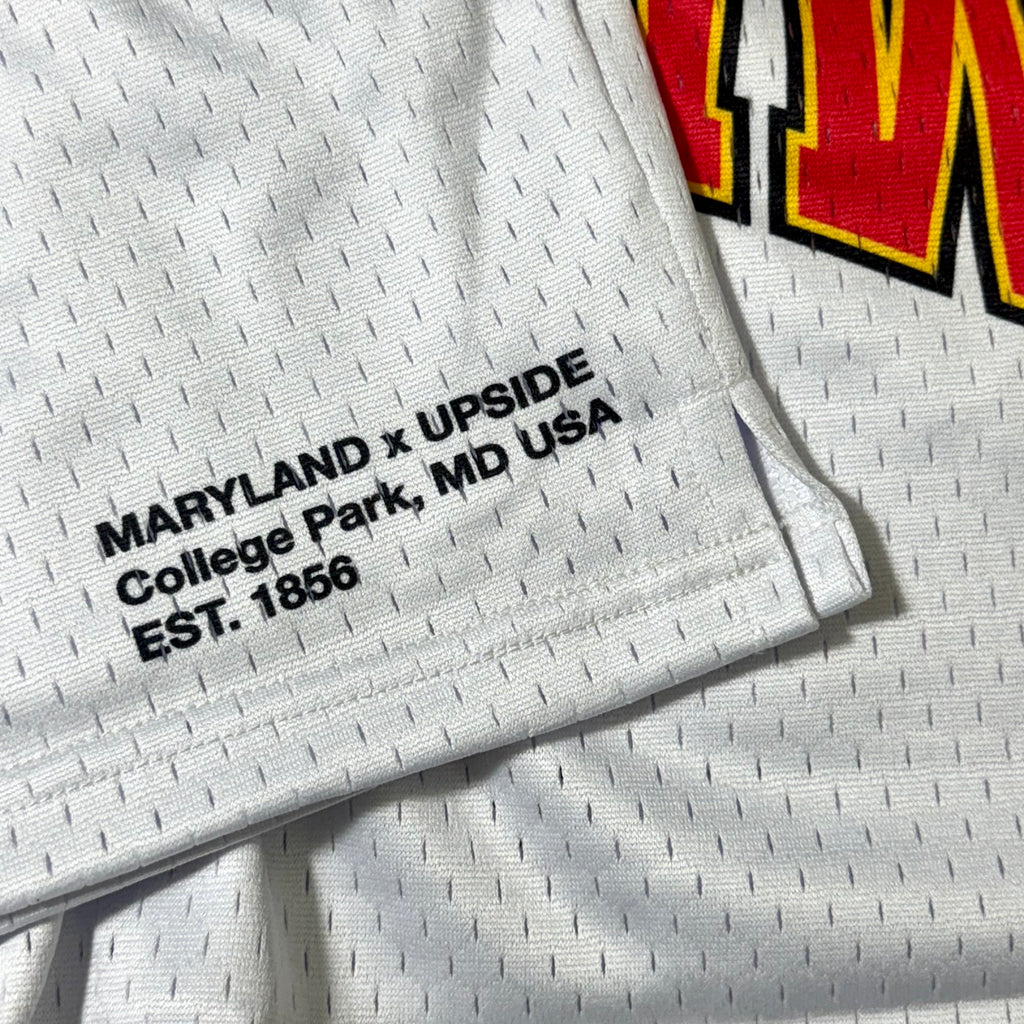 MARYLAND x UPSIDE
College Park, MD USA
EST. 1856